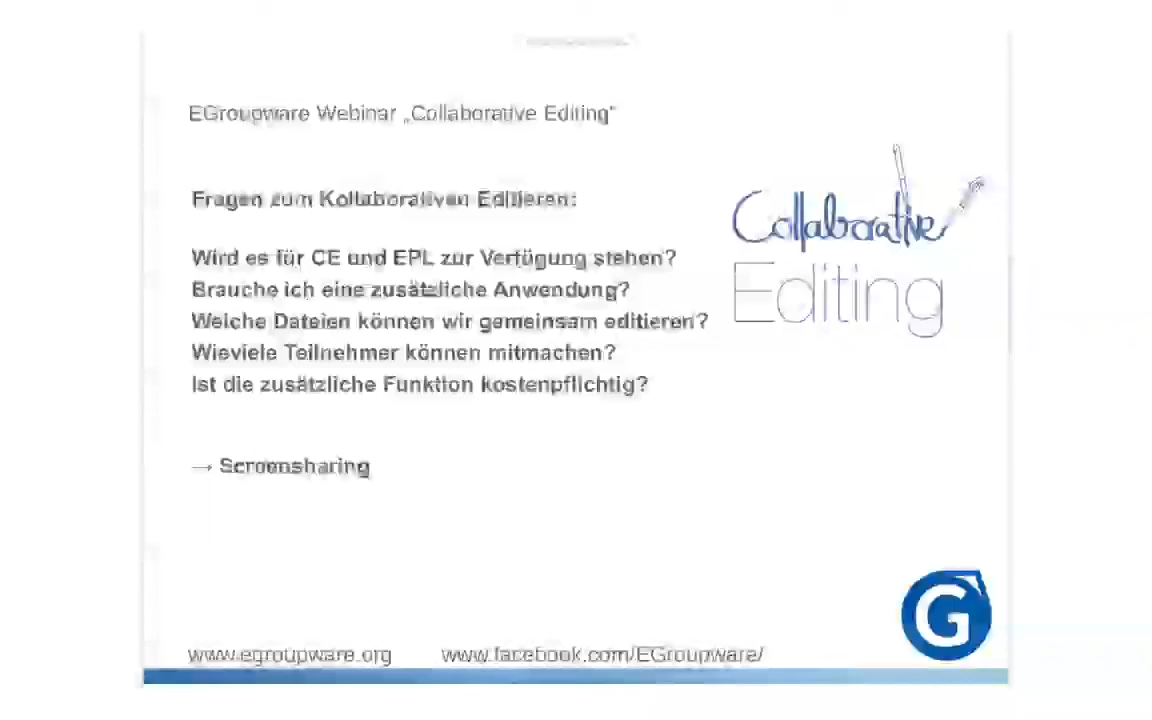 EGroupware Webinar „Collaborative Editing"
Fragen zum Kollaborativen Editieren:
Wird es für CE und EPL zur Verfügung stehen?
Brauche ich eine zusätzliche Anwendung?
Welche Dateien können wir gemeinsam editieren?
Wieviele Teilnehmer können mitmachen?
Ist die zusätzliche Funktion kostenpflichtig?
→ Screensharing
Collaborative
Editing
G
www.egroupware.org www.facebook.com/EGroupware/